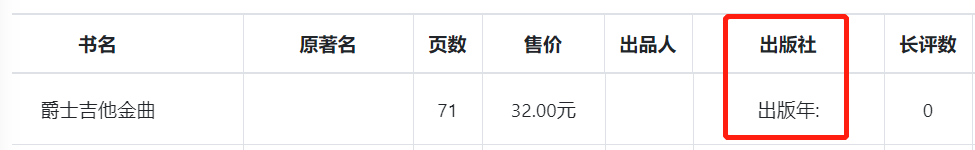 书名 原著名 页数 售价 出品人 出版社 长评数
爵士吉他金曲 71 32.00元 出版年: 0